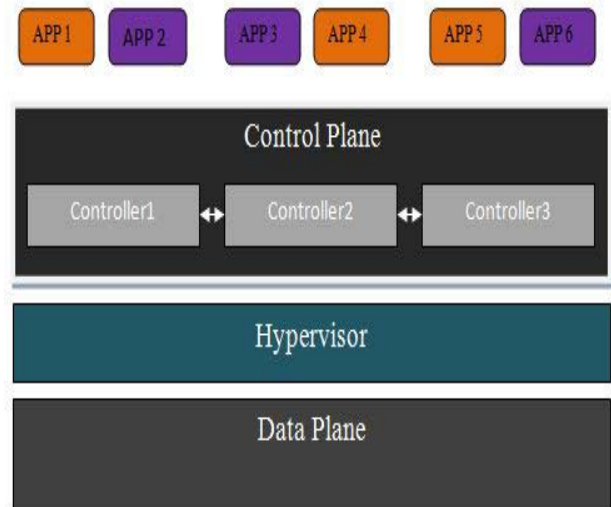 APP 1 APP 2 APP 3 APP 4 APP 5 APP 6
Control Plane
Controller1 Controller2 Controller3
Hypervisor
Data Plane